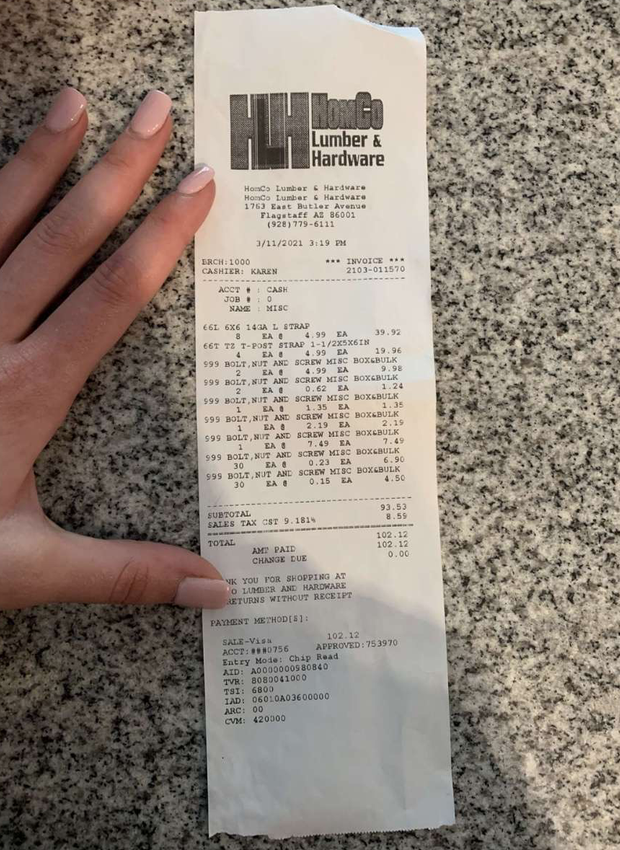 HH HomCo
Lumber &
Hardware
HomCo Lumber & Hardware
HomCo Lumber & Hardware
1763 East Butler Avenue
Flagstaff AZ 86001
(928)779-6111
3/11/2021 3:19 PM
BRCH:1000 *** INVOICE ***
CASHIER: KAREN 2103-011570
ACCT # : CASH
JOB # : 0
NAME : MISC
66L 6X6 14GA L STRAP
8 EA @ 4.99 EA 39.92
66T TZ T-POST STRAP 1-1/2X5X6IN
4 EA @ 4.99 EA 19.96
999 BOLT,NUT AND SCREW MISC BOX&BULK
2 EA @ 4.99 EA 9.98
999 BOLT,NUT AND SCREW MISC BOX&BULK
2 EA @ 0.62 EA 1.24
999 BOLT,NUT AND SCREW MISC BOX&BULK
1 EA @ 1.35 EA 1.35
999 BOLT,NUT AND SCREW MISC BOX&BULK
1 EA @ 2.19 EA 2.19
999 BOLT,NUT AND SCREW MISC BOX&BULK
1 EA @ 7.49 EA 7.49
999 BOLT,NUT AND SCREW MISC BOX&BULK
30 EA @ 0.23 EA 6.90
999 BOLT,NUT AND SCREW MISC BOX&BULK
30 EA @ 0.15 EA 4.50
SUBTOTAL 93.53
SALES TAX CST 9.181% 8.59
TOTAL 102.12
AMT PAID 102.12
CHANGE DUE 0.00
NK YOU FOR SHOPPING AT
O LUMBER AND HARDWARE
RETURNS WITHOUT RECEIPT
PAYMENT METHOD[S]:
SALE-Visa 102.12
ACCT:###0756 APPROVED:753970
Entry Mode: Chip Read
AID: A0000000980840
TVR: 8080041000
TSI: 6800
IAD: 06010A03600000
ARC: 00
CVM: 420000